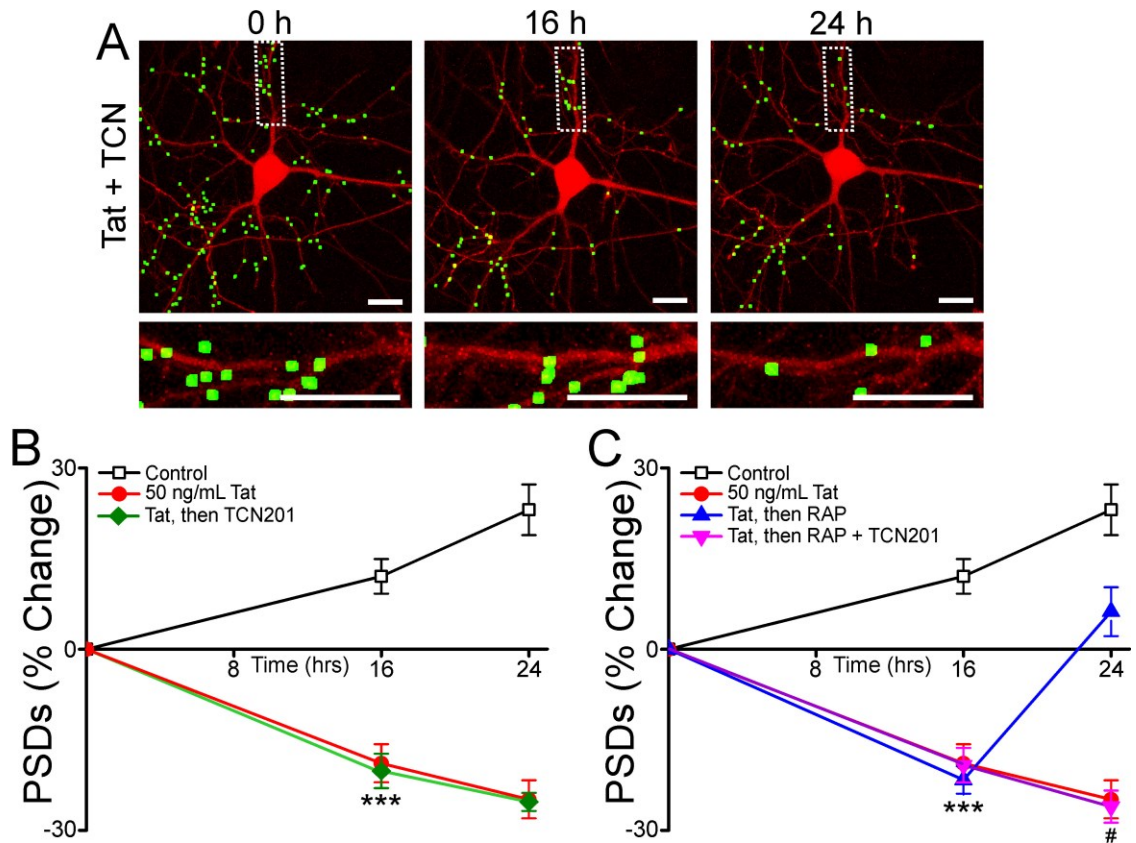 A
0 h
16 h
24 h
Tat + TCN
B
30
0
-30
PSDs (% Change)
Control
50 ng/mL Tat
Tat, then TCN201
8
Time (hrs)
16
24
***
C
30
0
-30
PSDs (% Change)
Control
50 ng/mL Tat
Tat, then RAP
Tat, then RAP + TCN201
8
Time (hrs)
16
24
***
#